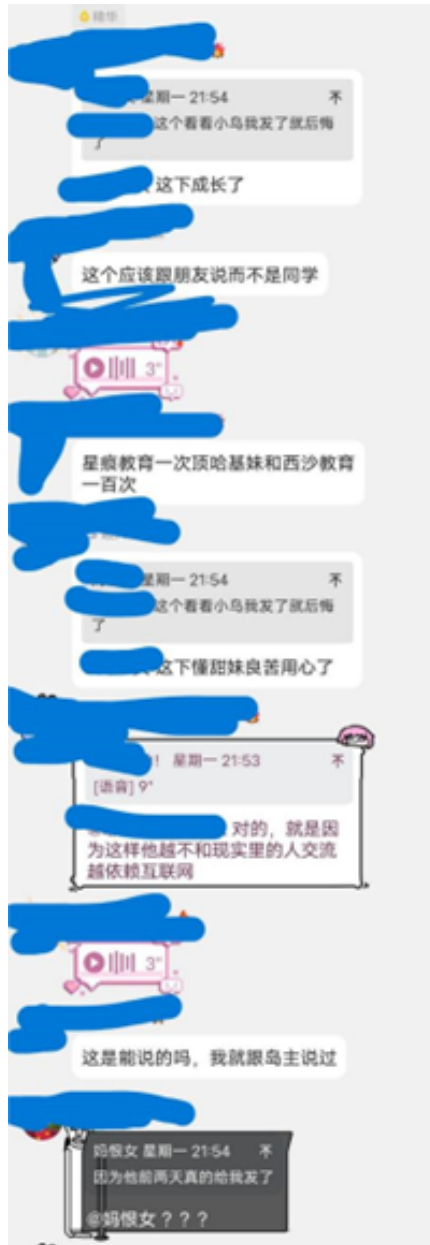 精华
星期一 21:54
这个看看小鸟我发了就后悔
了
这下成长了
这个应该跟朋友说而不是同学
3"
星痕教育一次顶哈基妹和西沙教育
一百次
星期一 21:54
这个看看小鸟我发了就后悔
了
这下懂甜妹良苦用心了
! 星期一 21:53
[语音] 9"
对的，就是因
为这样他越不和现实里的人交流
越依赖互联网
3"
这是能说的吗，我就跟岛主说过
妈恨女 星期一 21:54
因为他前两天真的给我发了
@妈恨女？？？